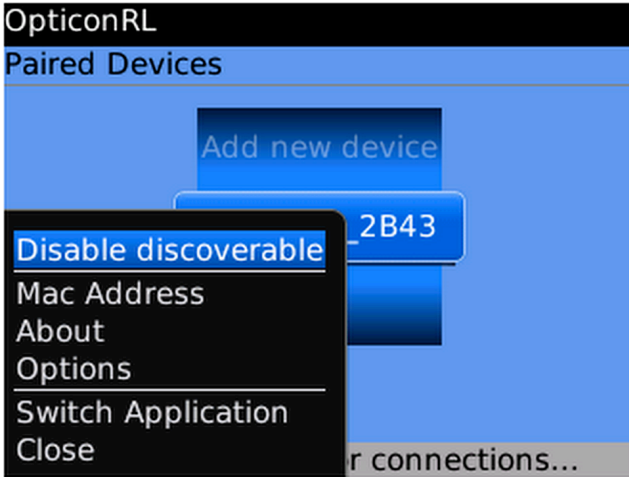 OpticonRL
Paired Devices
Add new device
_2B43
Disable discoverable
Mac Address
About
Options
Switch Application
Close
r connections...